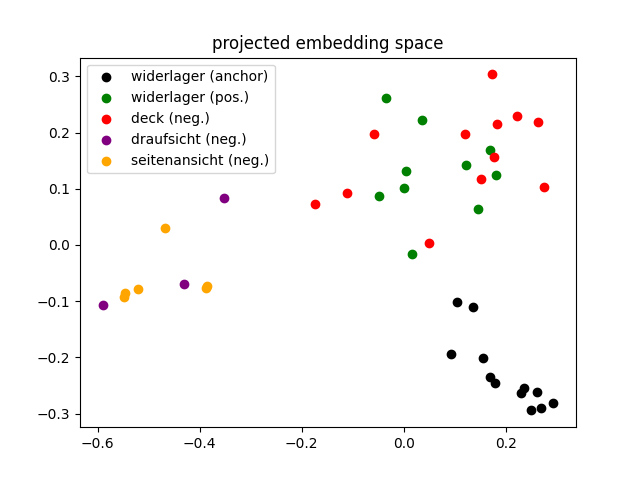 projected embedding space
widerlager (anchor)
widerlager (pos.)
deck (neg.)
draufsicht (neg.)
seitenansicht (neg.)
0.3
0.2
0.1
0.0
−0.1
−0.2
−0.3
−0.6 −0.4 −0.2 0.0 0.2